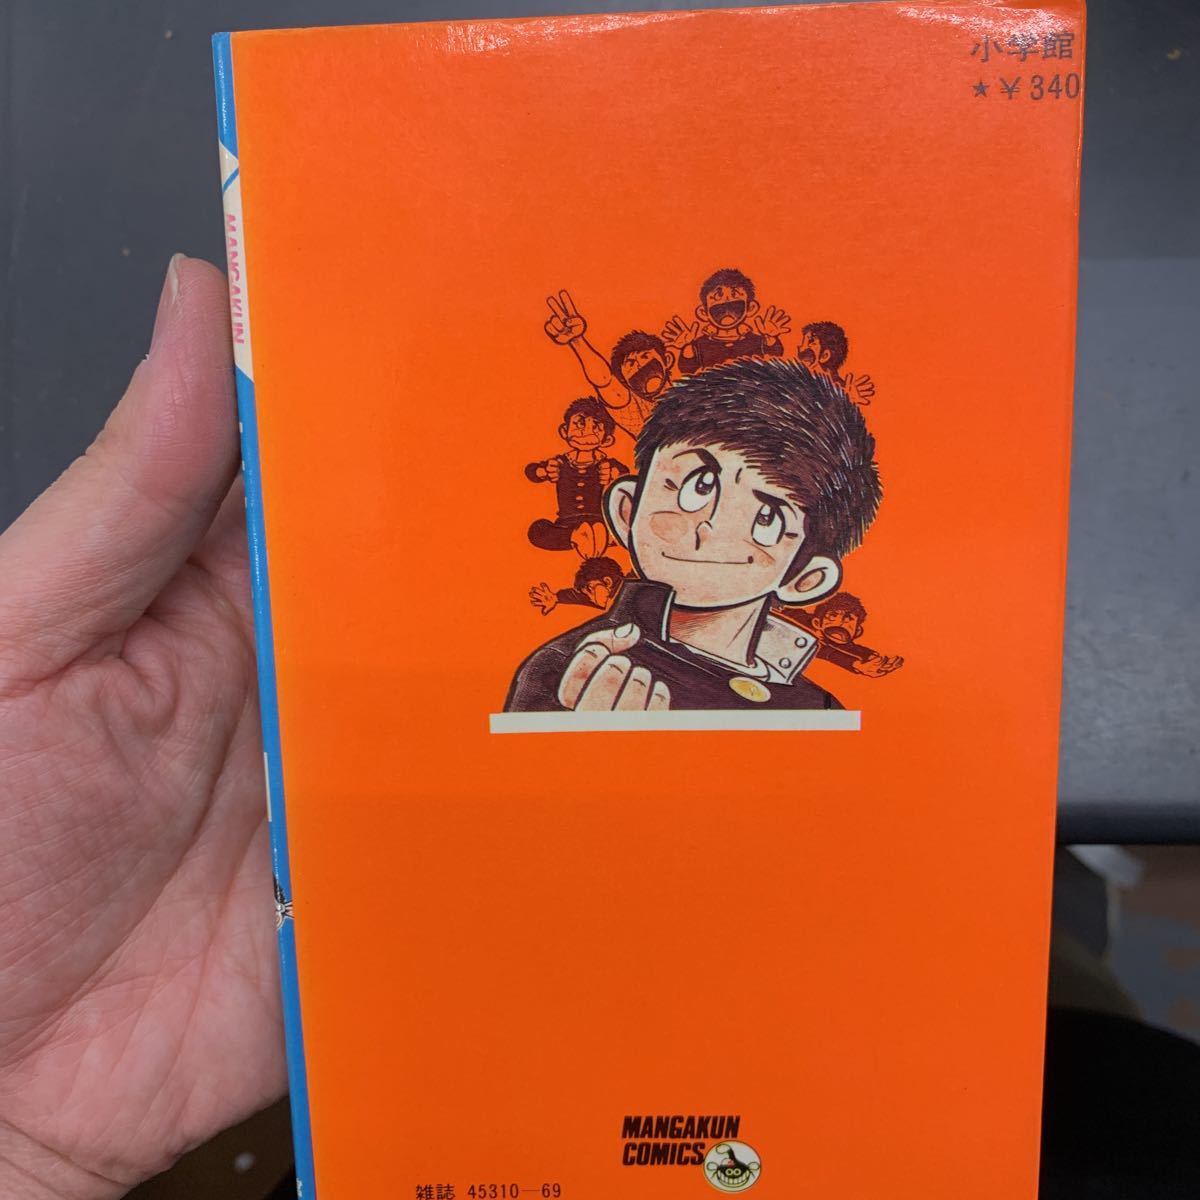 小学館
★￥340
MANGAKUN
MANGAKUN
COMICS
雑誌 45310-69